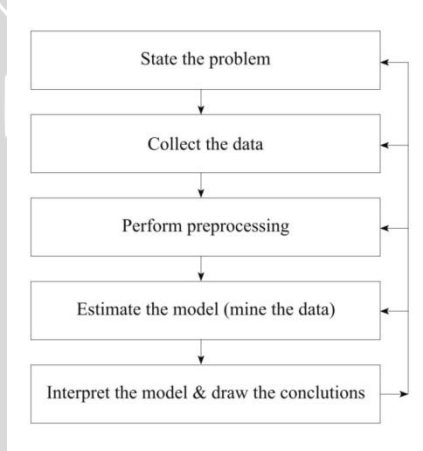 State the problem
Collect the data
Perform preprocessing
Estimate the model (mine the data)
Interpret the model & draw the conclutions